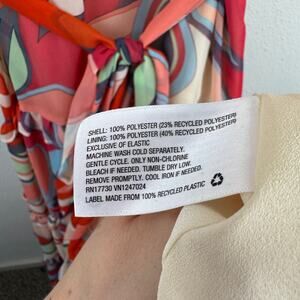 SHELL: 100% POLYESTER (23% RECYCLED POLYESTER)
LINING: 100% POLYESTER (40% RECYCLED POLYESTER)
EXCLUSIVE OF ELASTIC
MACHINE WASH COLD SEPARATELY.
GENTLE CYCLE. ONLY NON-CHLORINE
BLEACH IF NEEDED. TUMBLE DRY LOW.
REMOVE PROMPTLY. COOL IRON IF NEEDED.
RN17730 VN1247024
LABEL MADE FROM 100% RECYCLED PLASTIC